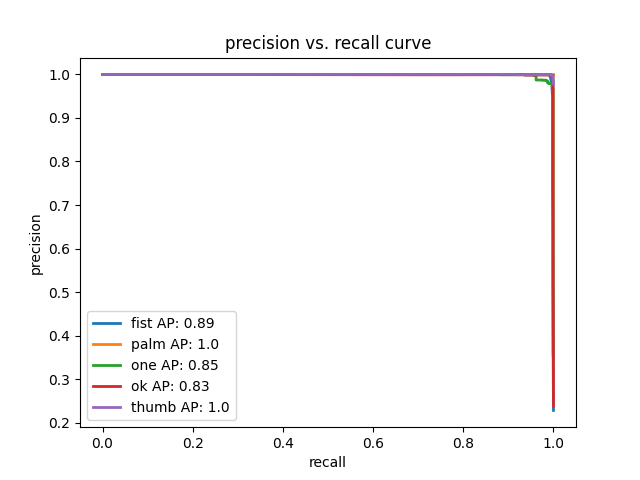 precision vs. recall curve
1.0
0.9
0.8
0.7
0.6
0.5
0.4
0.3
0.2
precision
fist AP: 0.89
palm AP: 1.0
one AP: 0.85
ok AP: 0.83
thumb AP: 1.0
0.0 0.2 0.4 0.6 0.8 1.0
recall